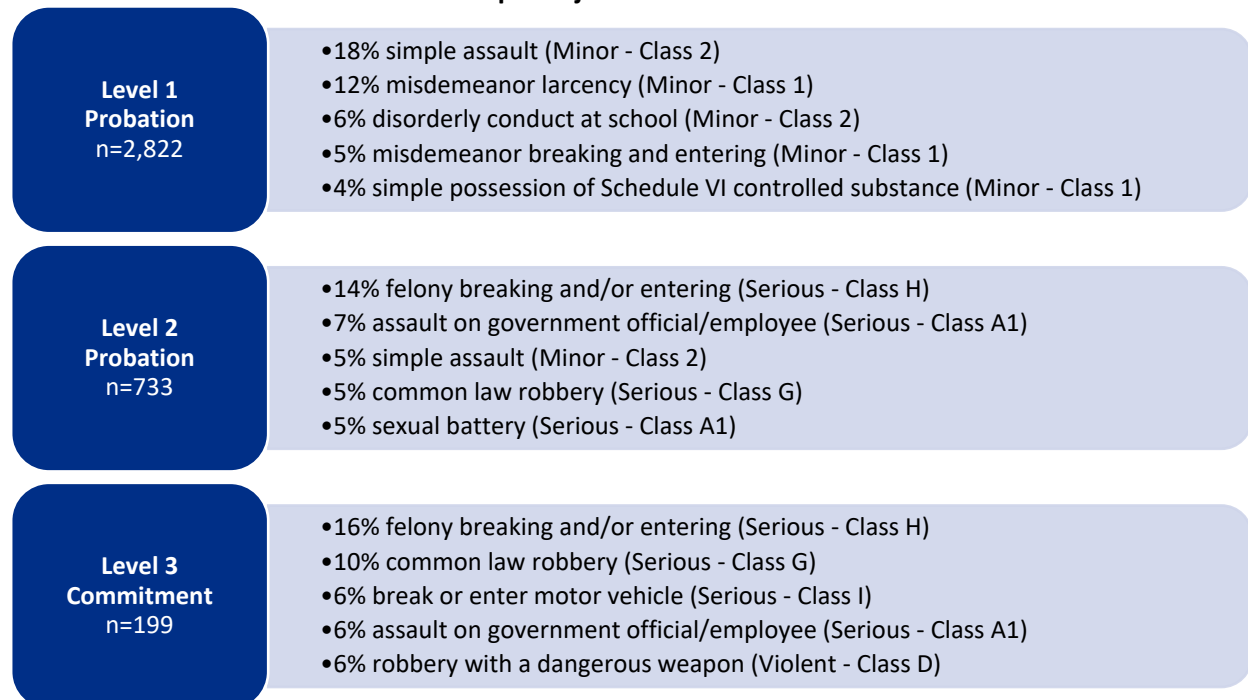 Level 1
Probation
n=2,822
•18% simple assault (Minor - Class 2)
•12% misdemeanor larcency (Minor - Class 1)
•6% disorderly conduct at school (Minor - Class 2)
•5% misdemeanor breaking and entering (Minor - Class 1)
•4% simple possession of Schedule VI controlled substance (Minor - Class 1)
Level 2
Probation
n=733
•14% felony breaking and/or entering (Serious - Class H)
•7% assault on government official/employee (Serious - Class A1)
•5% simple assault (Minor - Class 2)
•5% common law robbery (Serious - Class G)
•5% sexual battery (Serious - Class A1)
Level 3
Commitment
n=199
•16% felony breaking and/or entering (Serious - Class H)
•10% common law robbery (Serious - Class G)
•6% break or enter motor vehicle (Serious - Class I)
•6% assault on government official/employee (Serious - Class A1)
•6% robbery with a dangerous weapon (Violent - Class D)